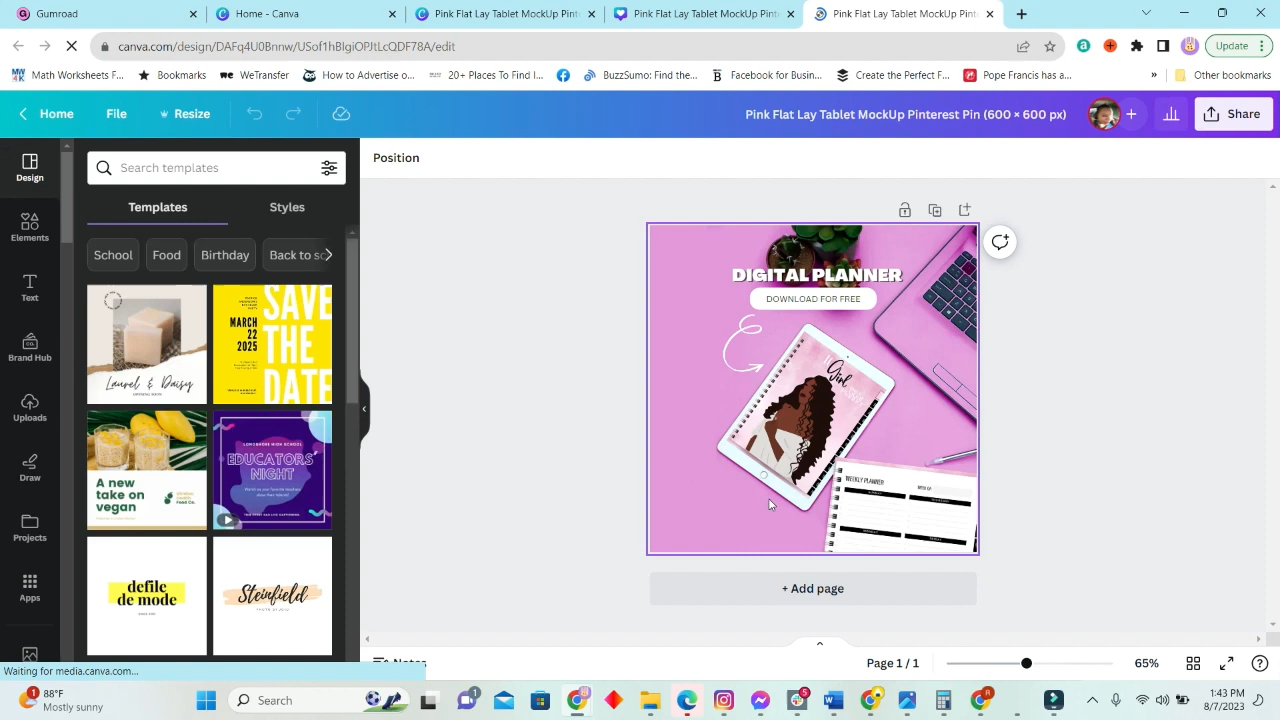 Gumroad
Home - Canva
Pink Flat Lay Tablet MockUp Pint
Pink Flat Lay Tablet MockUp Pint
Pink Flat Lay Tablet MockUp Pin
canva.com/design/DAFq4U0Bnnw/USof1hBlgiOPJtLcQDF78A/edit
Update
Math Worksheets F...
Bookmarks
WeTransfer
How to Advertise o...
20+ Places To Find I...
BuzzSumo: Find the...
Facebook for Busin...
Create the Perfect F...
Pope Francis has a...
»
Other bookmarks
Home
File
Resize
Pink Flat Lay Tablet MockUp Pinterest Pin (600 × 600 px)
Share
Design
Elements
Text
Brand Hub
Uploads
Draw
Projects
Apps
Search templates
Templates
Styles
School
Food
Birthday
Back to sc
Laurel & Daisy
MARCH
22
2025
SAVE
THE
DATE
A new
take on
vegan
EDUCATORS'
NIGHT
defile
de mode
Steinfield
Position
DIGITAL PLANNER
DOWNLOAD FOR FREE
Girl
WEEKLY PLANNER
WEEK OF
+ Add page
Waiting for media.canva.com...
Notes
Page 1 / 1
65%
88°F
Mostly sunny
Search
1:43 PM
8/7/2023